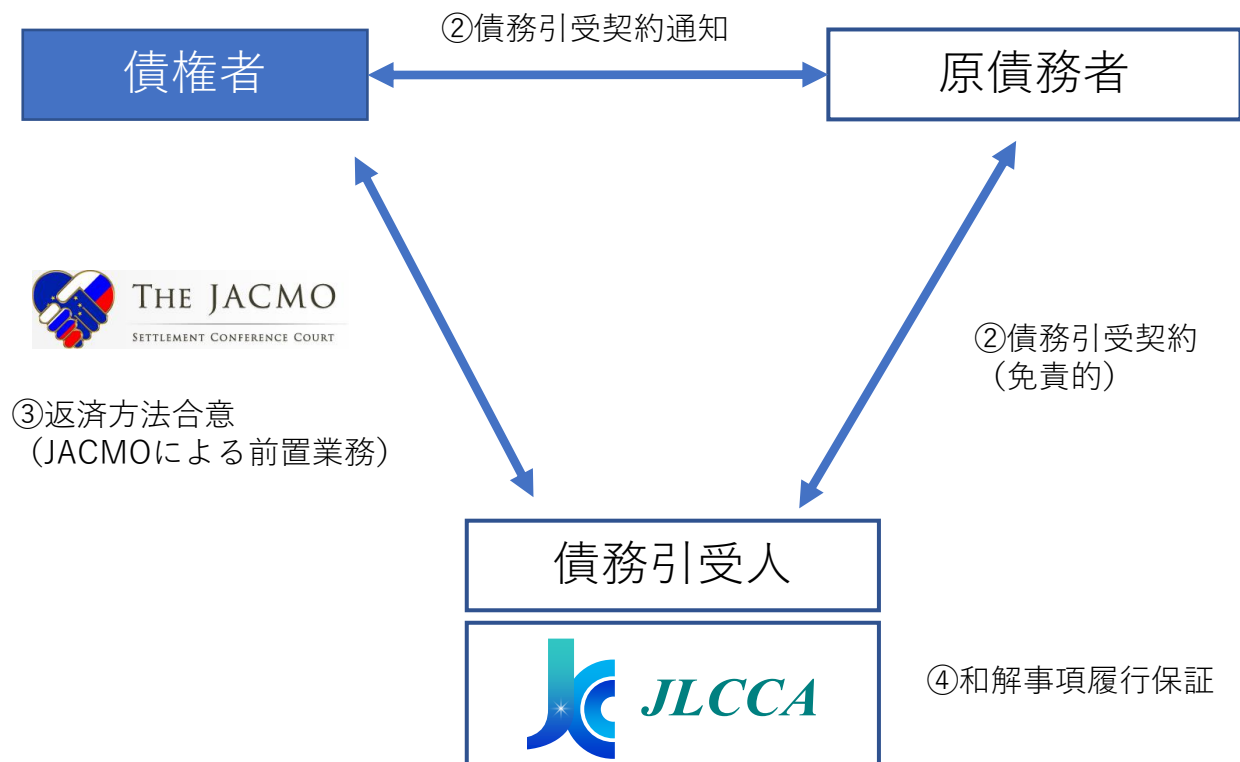 ②債務引受契約通知
債権者
原債務者
THE JACMO
SETTLEMENT CONFERENCE COURT
②債務引受契約
（免責的）
③返済方法合意
（JACMOによる前置業務）
債務引受人
JLCCA
④和解事項履行保証